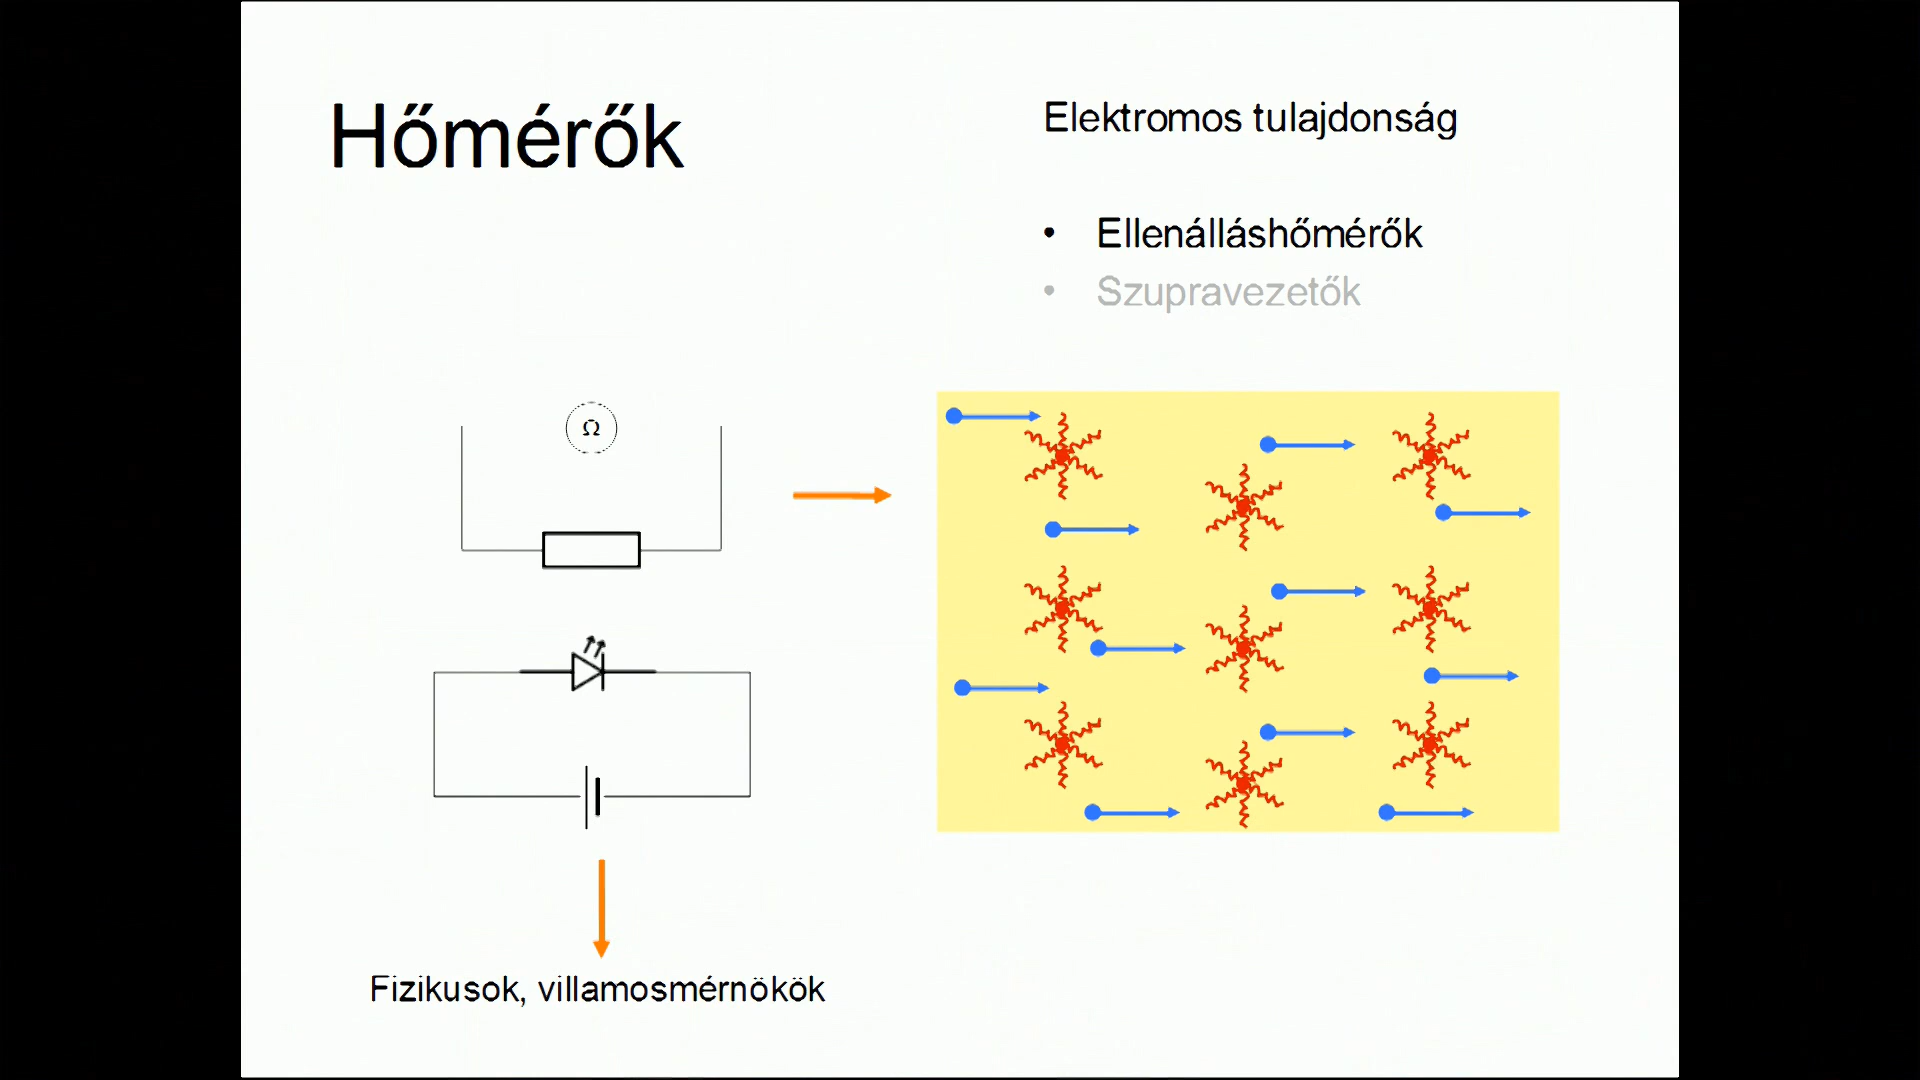 Hőmérők
Elektromos tulajdonság
• Ellenálláshőmérők
• Szupravezetők
Ω
Fizikusok, villamosmérnökök